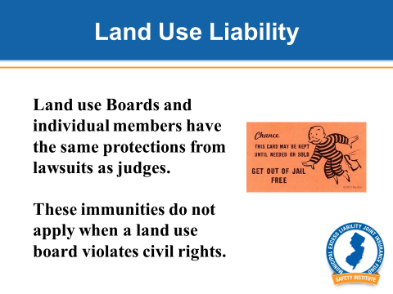 Land Use Liability
Land use Boards and
individual members have
the same protections from
lawsuits as judges.
Chance
THIS CARD MAY BE KEPT
UNTIL NEEDED OR SOLD
GET OUT OF JAIL
FREE
These immunities do not
apply when a land use
board violates civil rights.
MUNICIPAL EXCESS LIABILITY JOINT INSURANCE FUND
SAFETY INSTITUTE